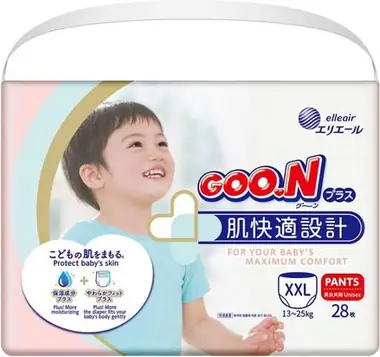 elleair
エリエール
GOO.N プラス
グ〜ン
肌快適設計
FOR YOUR BABY'S
MAXIMUM COMFORT
こどもの肌をまもる。
Protect baby's skin
保湿成分
プラス
Plus! More
moisturizing
+
やわらかフィット
プラス
Plus! More
the diaper fits your
baby's body gently
XXL
13~25kg
PANTS
男女共用 Unisex
28枚